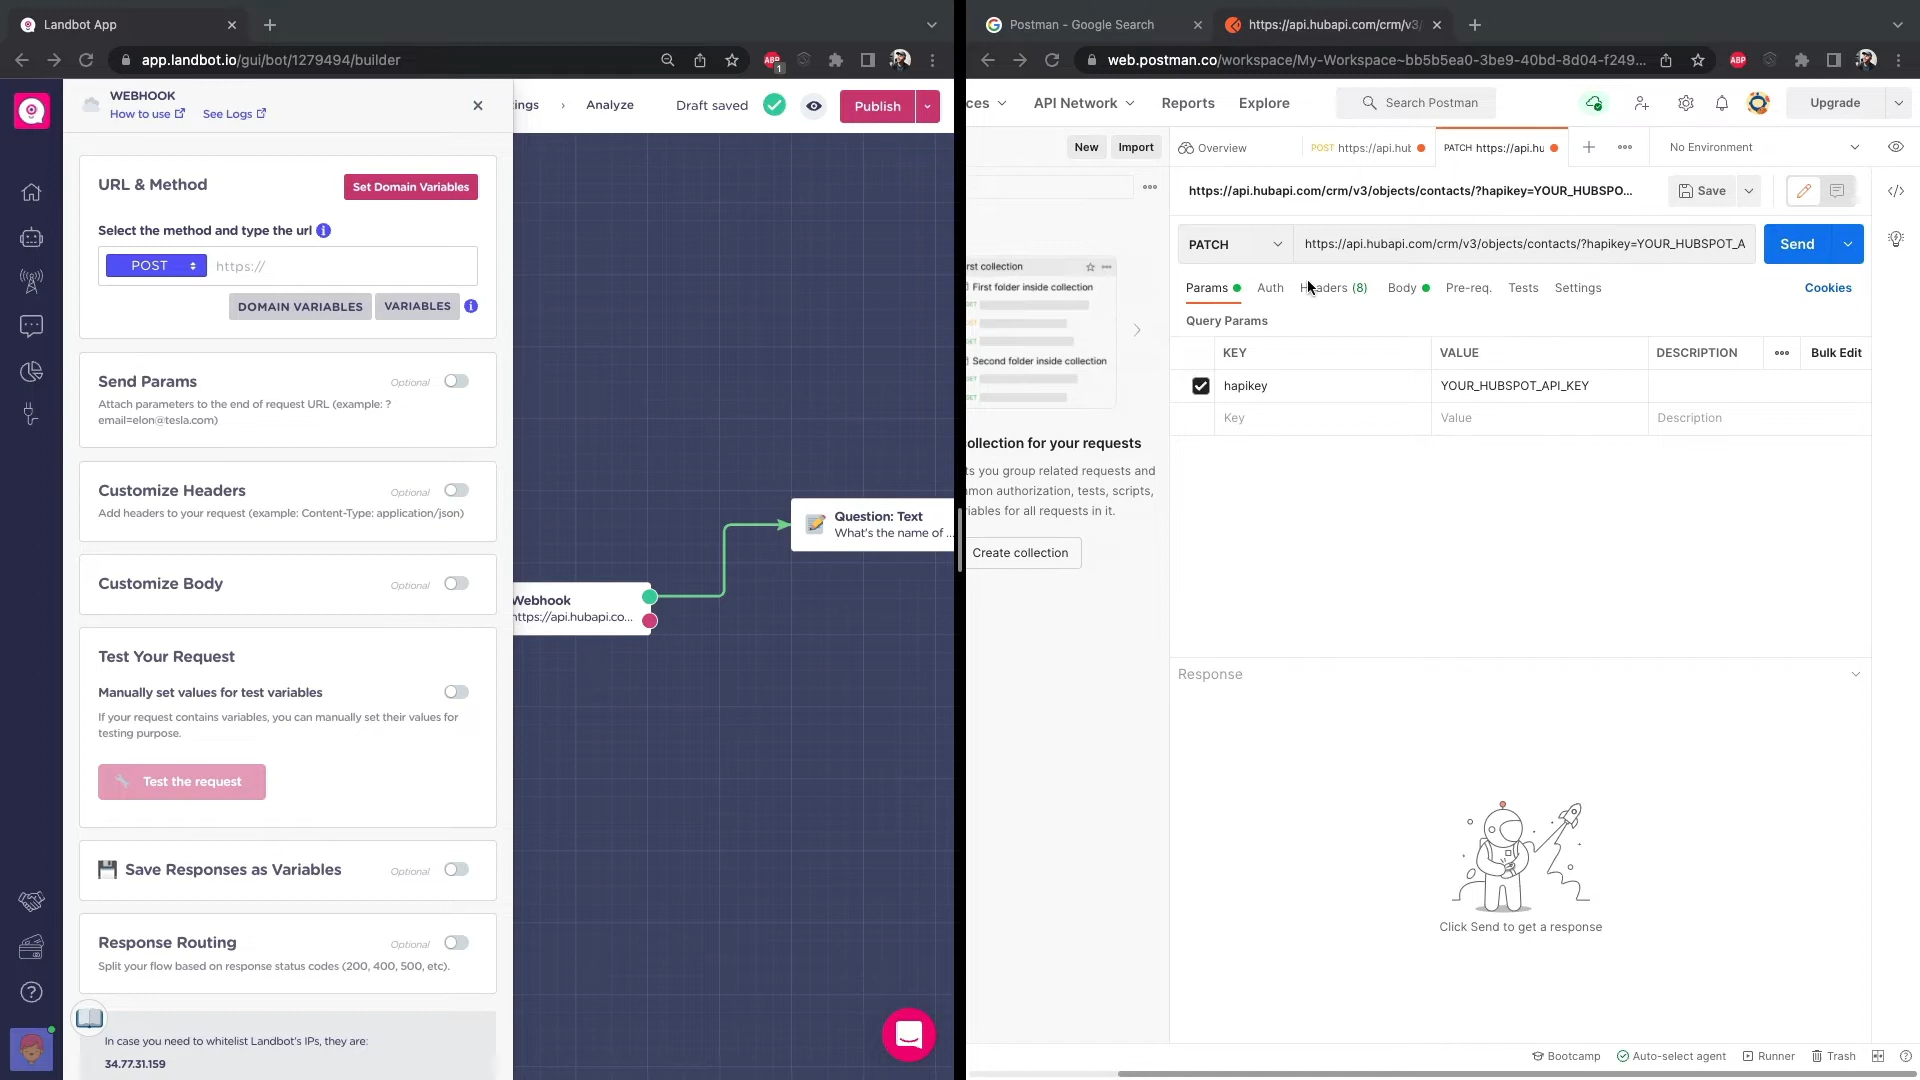 Landbot App
app.landbot.io/gui/bot/1279494/builder
1
WEBHOOK
How to use
See Logs
ings
Analyze
Draft saved
Publish
URL & Method
Set Domain Variables
Select the method and type the url
POST
https://
DOMAIN VARIABLES
VARIABLES
Send Params
Optional
Attach parameters to the end of request URL (example: ?
email=elon@tesla.com)
Customize Headers
Optional
Add headers to your request (example: Content-Type: application/json)
Customize Body
Optional
Test Your Request
Manually set values for test variables
If your request contains variables, you can manually set their values for
testing purpose.
Test the request
Save Responses as Variables
Optional
Response Routing
Optional
Split your flow based on response status codes (200, 400, 500, etc).
In case you need to whitelist Landbot's IPs, they are:
34.77.31.159
Question: Text
What's the name of ...
Webhook
https://api.hubapi.co...
Postman - Google Search
https://api.hubapi.com/crm/v3/
web.postman.co/workspace/My-Workspace~bb5b5ea0-3be9-40bd-8d04-f249...
ABP
ces
API Network
Reports
Explore
Search Postman
Upgrade
New
Import
Overview
POST https://api.hub
PATCH https://api.hu
No Environment
https://api.hubapi.com/crm/v3/objects/contacts/?hapikey=YOUR_HUBSPO...
Save
PATCH
https://api.hubapi.com/crm/v3/objects/contacts/?hapikey=YOUR_HUBSPOT_A
Send
Params
Auth
Headers (8)
Body
Pre-req.
Tests
Settings
Cookies
Query Params
KEY
VALUE
DESCRIPTION
Bulk Edit
hapikey
YOUR_HUBSPOT_API_KEY
Key
Value
Description
rst collection
First folder inside collection
Second folder inside collection
ollection for your requests
ts you group related requests and
mmon authorization, tests, scripts,
riables for all requests in it.
Create collection
Response
Click Send to get a response
Bootcamp
Auto-select agent
Runner
Trash